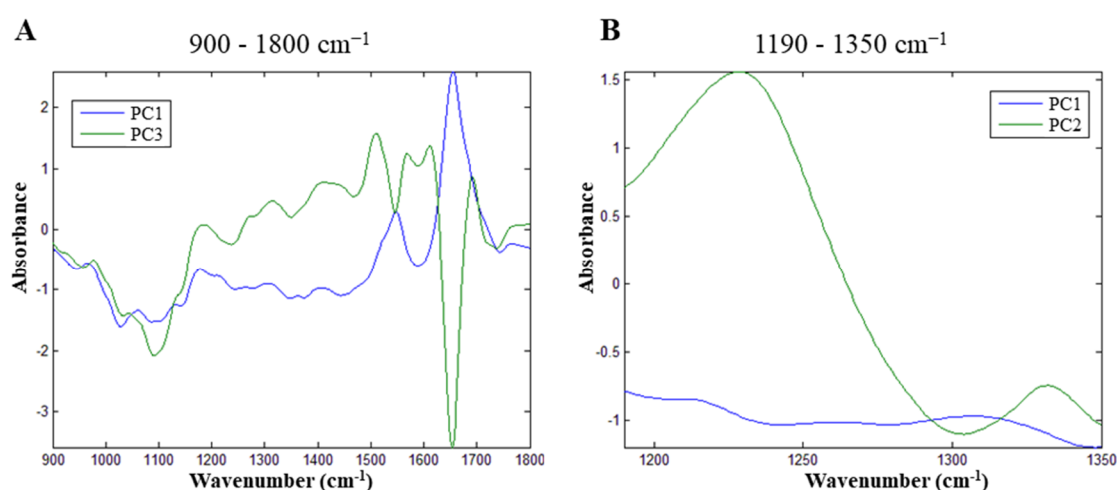 A
900 - 1800 cm⁻¹
PC1
PC3
2
1
0
-1
-2
-3
Absorbance
900 1000 1100 1200 1300 1400 1500 1600 1700 1800
Wavenumber (cm⁻¹)
B
1190 - 1350 cm⁻¹
PC1
PC2
1.5
1
0.5
0
-0.5
-1
Absorbance
1200 1250 1300 1350
Wavenumber (cm⁻¹)